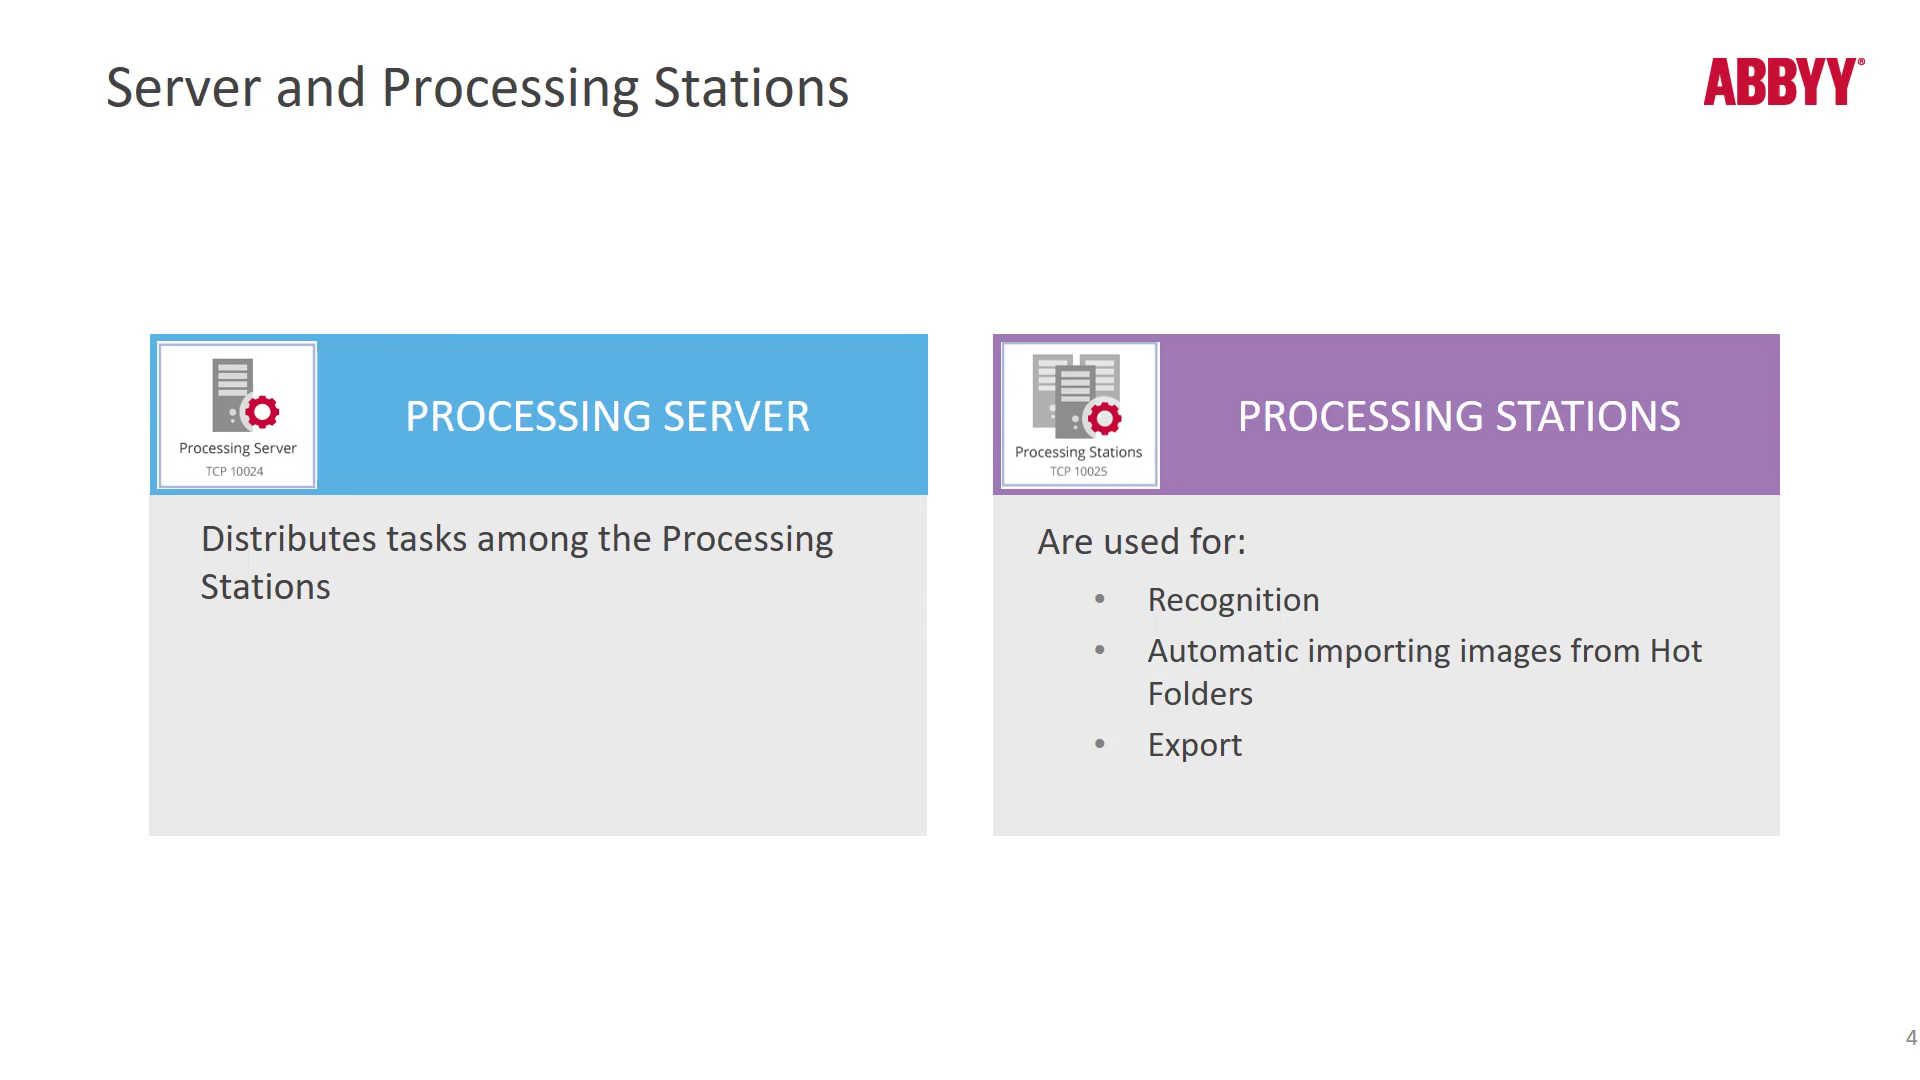 Server and Processing Stations
ABBYY®
Processing Server
TCP 10024
PROCESSING SERVER
Distributes tasks among the Processing
Stations
Processing Stations
TCP 10025
PROCESSING STATIONS
Are used for:
• Recognition
• Automatic importing images from Hot
Folders
• Export
4